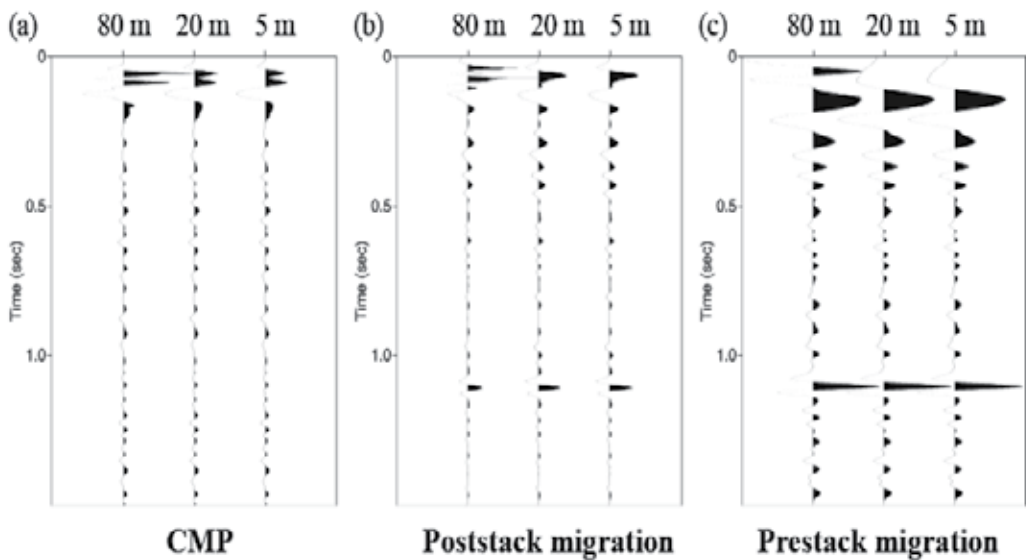 (a) 80 m 20 m 5 m
0
0.5
Time (sec)
1.0
CMP
(b) 80 m 20 m 5 m
0
0.5
Time (sec)
1.0
Poststack migration
(c) 80 m 20 m 5 m
0
0.5
Time (sec)
1.0
Prestack migration